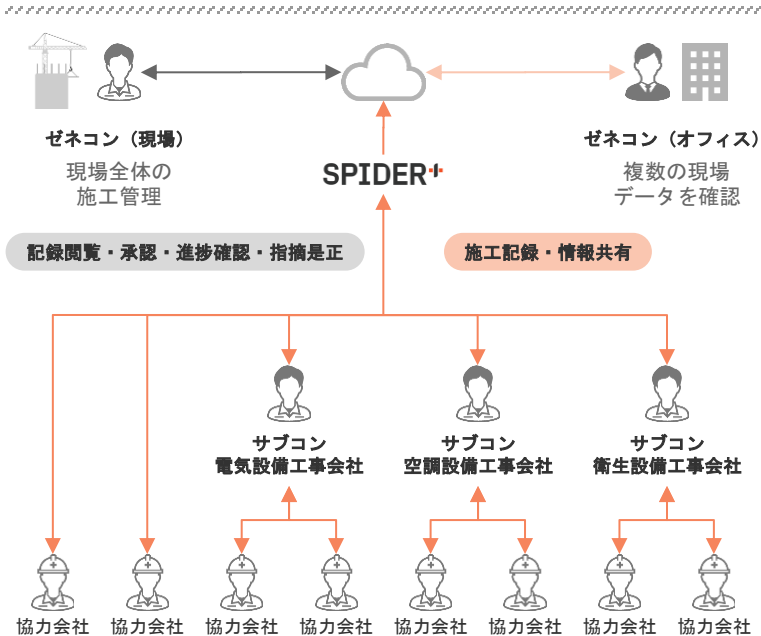 ゼネコン（現場）
現場全体の
施工管理
SPIDER+
ゼネコン（オフィス）
複数の現場
データを確認
記録閲覧・承認・進捗確認・指摘是正
施工記録・情報共有
サブコン
電気設備工事会社
サブコン
空調設備工事会社
サブコン
衛生設備工事会社
協力会社
協力会社
協力会社
協力会社
協力会社
協力会社
協力会社
協力会社